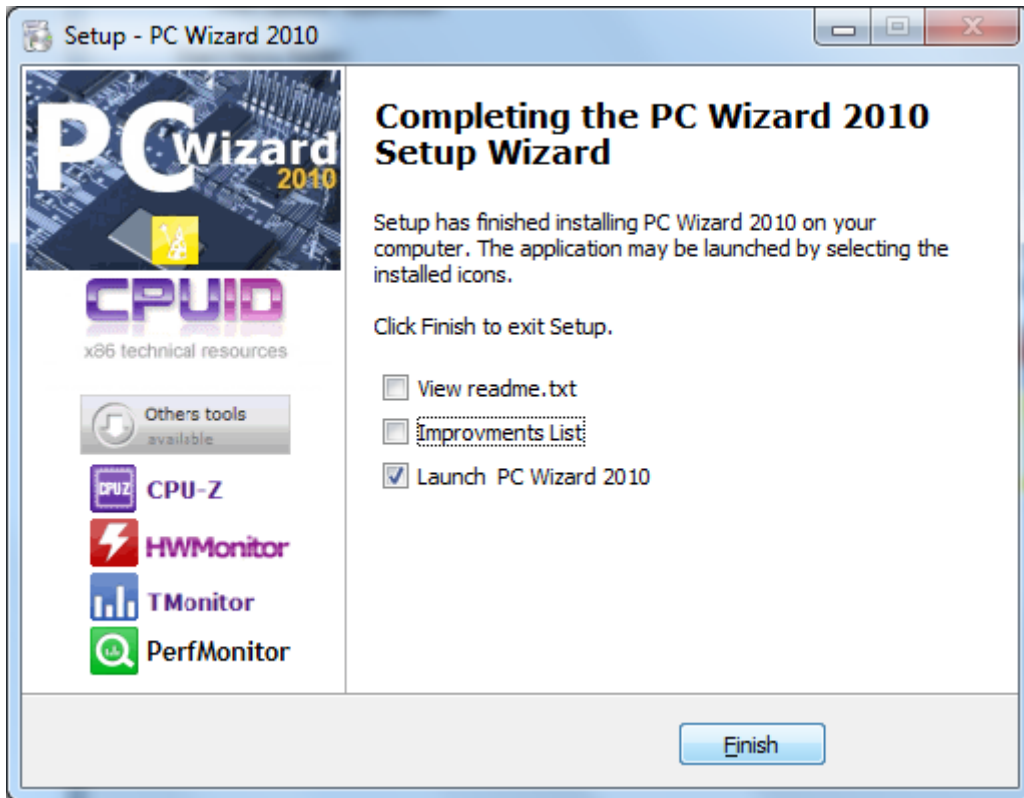 Setup - PC Wizard 2010
PC Wizard
2010
CPUID
x86 technical resources
Others tools
available
CPUZ CPU-Z
HWMonitor
TMonitor
PerfMonitor
Completing the PC Wizard 2010
Setup Wizard
Setup has finished installing PC Wizard 2010 on your
computer. The application may be launched by selecting the
installed icons.
Click Finish to exit Setup.
View readme.txt
Improvments List
Launch PC Wizard 2010
Finish